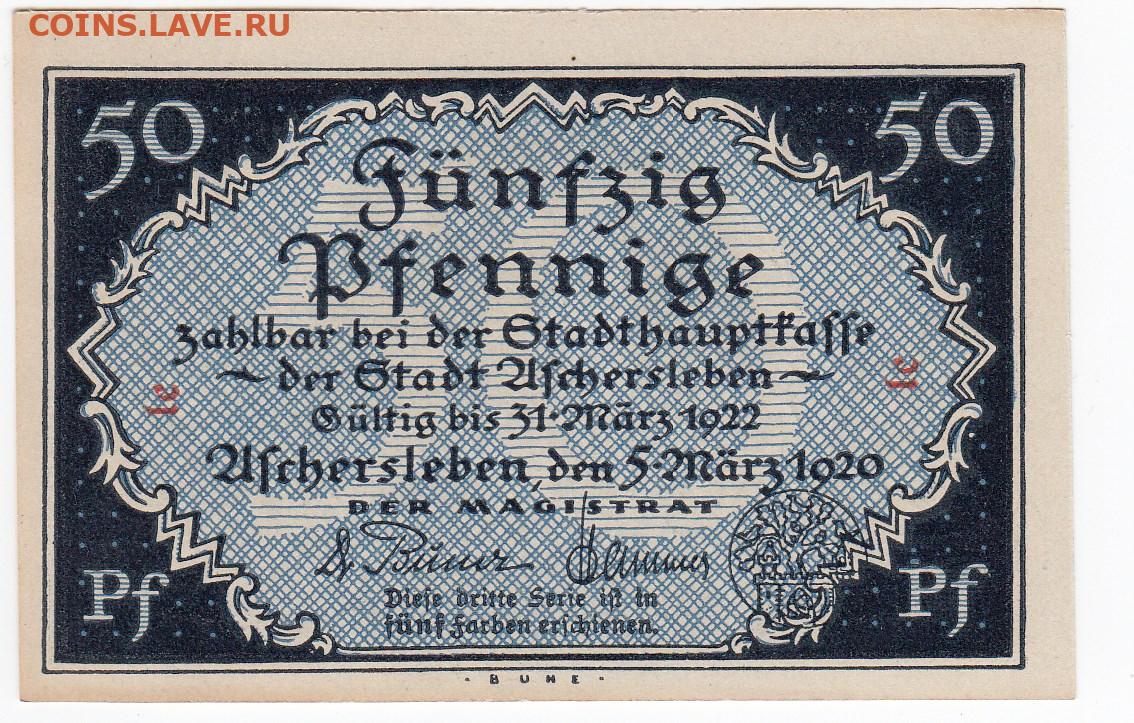 COINS.LAVE.RU
50 50
Fünfzig
Pfennige
zahlbar bei der Stadthauptkasse
der Stadt Aschersleben
Gültig bis 31. März 1922
Aschersleben, den 5. März 1920
DER MAGISTRAT
Diese dritte Serie ist in
fünf Farben erschienen.
Pf Pf
· BUHE ·